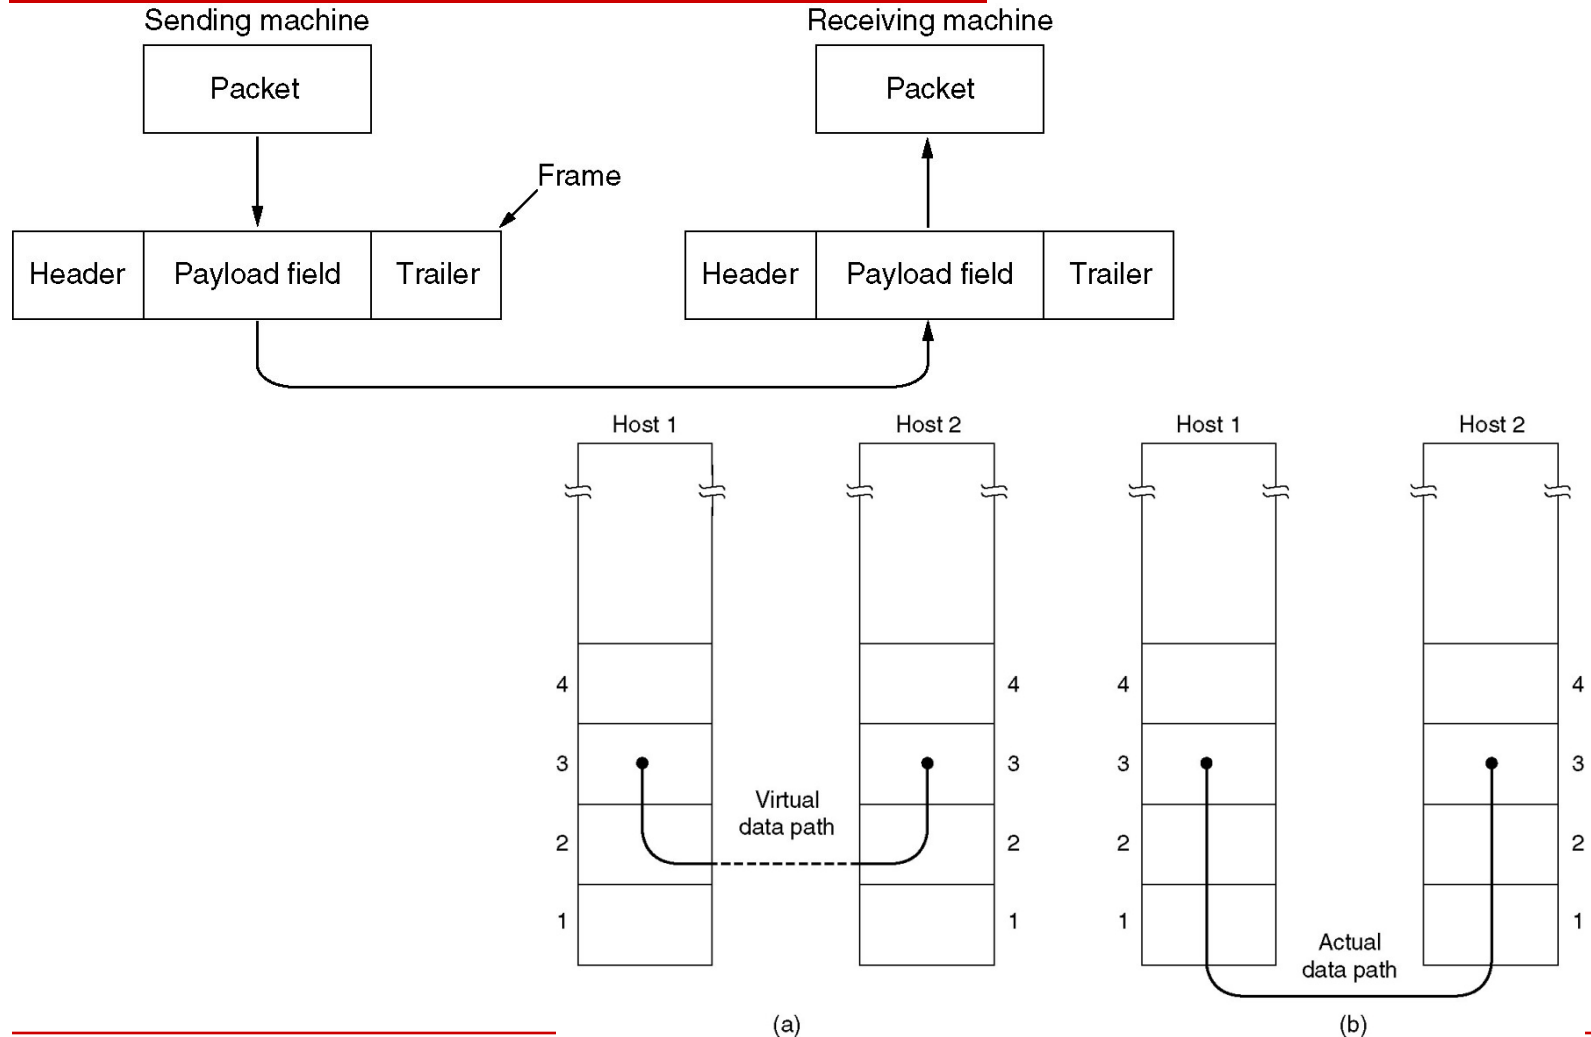 Sending machine
Receiving machine
Packet
Packet
Frame
Header
Payload field
Trailer
Header
Payload field
Trailer
Host 1
Host 2
Host 1
Host 2
4
4
4
4
3
3
3
3
Virtual
data path
2
2
2
2
1
1
1
1
Actual
data path
(a)
(b)